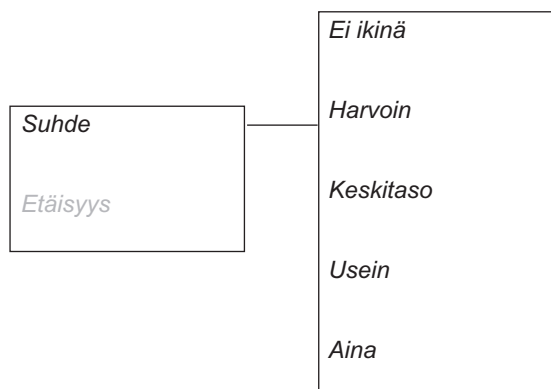 Suhde
Etäisyys
Ei ikinä
Harvoin
Keskitaso
Usein
Aina